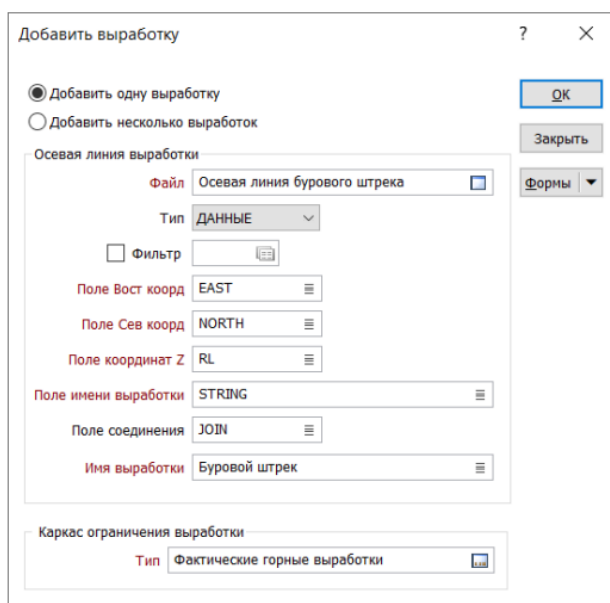 Добавить выработку ?
Добавить одну выработку
OK
Добавить несколько выработок
Закрыть
Осевая линия выработки
Файл Осевая линия бурового штрека
Формы
Тип ДАННЫЕ
Фильтр
Поле Вост коорд EAST
Поле Сев коорд NORTH
Поле координат Z RL
Поле имени выработки STRING
Поле соединения JOIN
Имя выработки Буровой штрек
Каркас ограничения выработки
Тип Фактические горные выработки